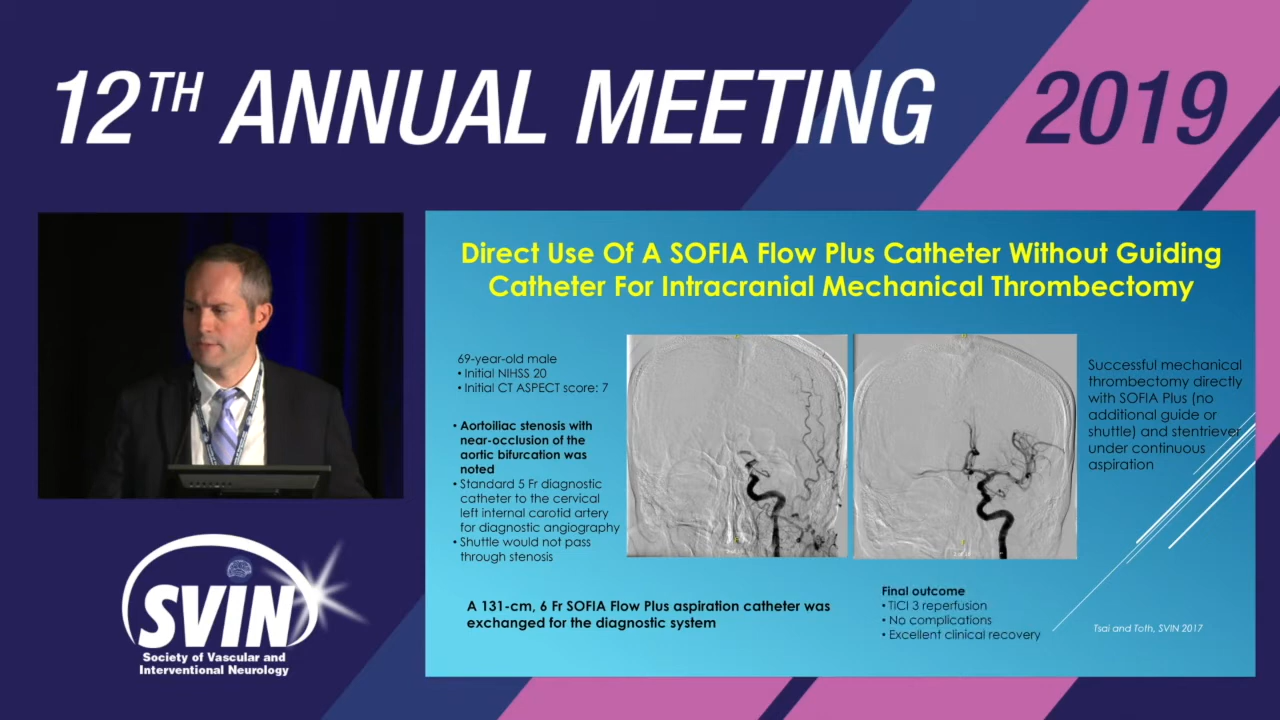 12TH ANNUAL MEETING 2019
Direct Use Of A SOFIA Flow Plus Catheter Without Guiding
Catheter For Intracranial Mechanical Thrombectomy
69-year-old male
• Initial NIHSS 20
• Initial CT ASPECT score: 7
• Aortoiliac stenosis with
near-occlusion of the
aortic bifurcation was
noted
• Standard 5 Fr diagnostic
catheter to the cervical
left internal carotid artery
for diagnostic angiography
• Shuttle would not pass
through stenosis
Successful mechanical
thrombectomy directly
with SOFIA Plus (no
additional guide or
shuttle) and stentriever
under continuous
aspiration
A 131-cm, 6 Fr SOFIA Flow Plus aspiration catheter was
exchanged for the diagnostic system
Final outcome
• TICI 3 reperfusion
• No complications
• Excellent clinical recovery
Tsai and Toth, SVIN 2017
SVIN
Society of Vascular and
Interventional Neurology